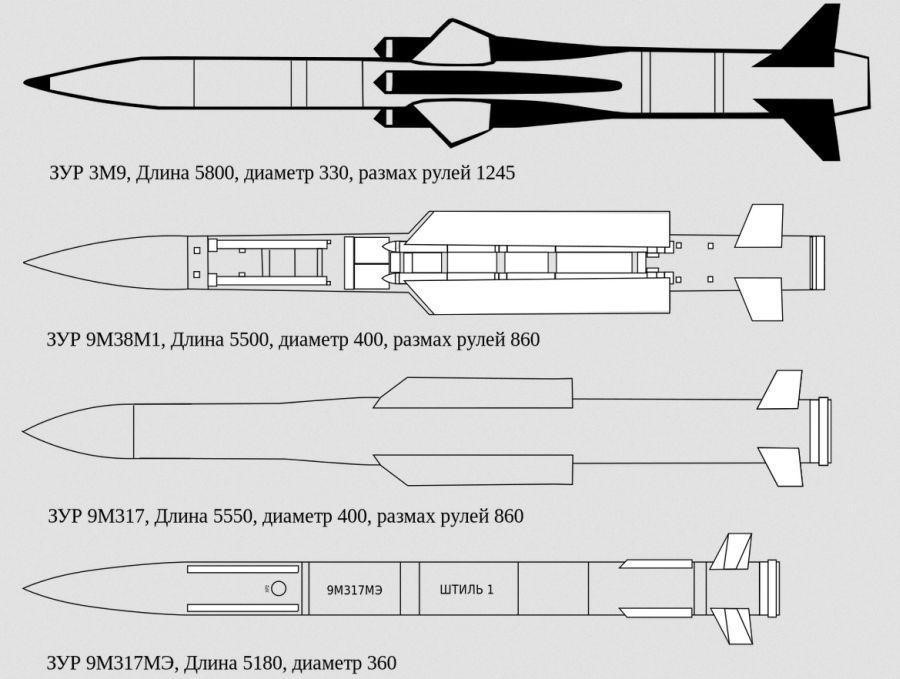 ЗУР 3М9, Длина 5800, диаметр 330, размах рулей 1245
ЗУР 9М38М1, Длина 5500, диаметр 400, размах рулей 860
ЗУР 9М317, Длина 5550, диаметр 400, размах рулей 860
9М317МЭ ШТИЛЬ 1
ЗУР 9М317МЭ, Длина 5180, диаметр 360